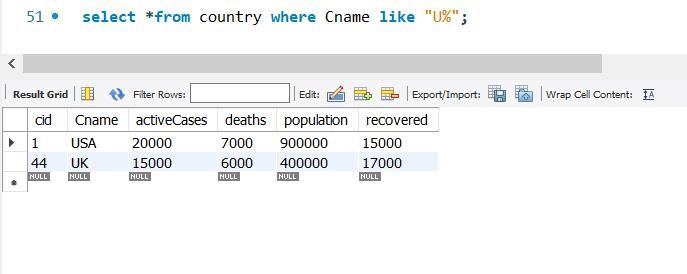 51 select *from country where Cname like "U%";
Result Grid Filter Rows: Edit: Export/Import: Wrap Cell Content:
cid Cname activeCases deaths population recovered
1 USA 20000 7000 900000 15000
44 UK 15000 6000 400000 17000
NULL NULL NULL NULL NULL NULL